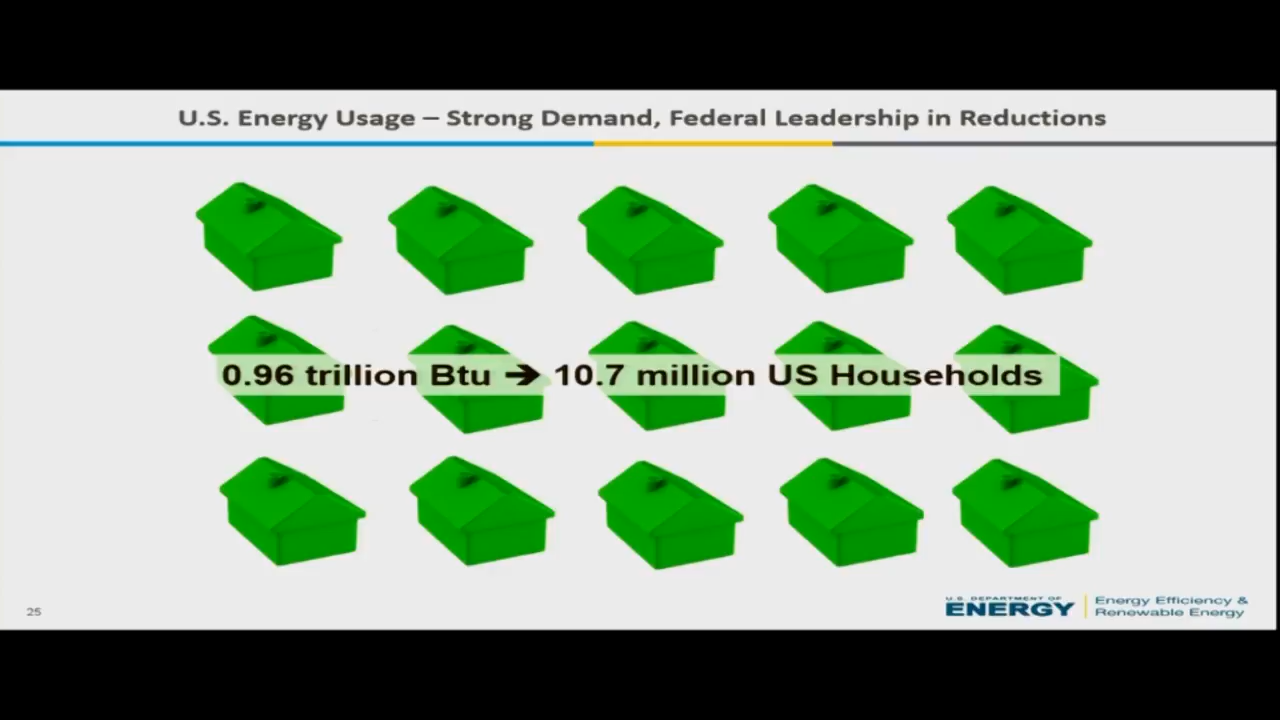 U.S. Energy Usage – Strong Demand, Federal Leadership in Reductions
0.96 trillion Btu ➔ 10.7 million US Households
25
U.S. DEPARTMENT OF
ENERGY
Energy Efficiency &
Renewable Energy